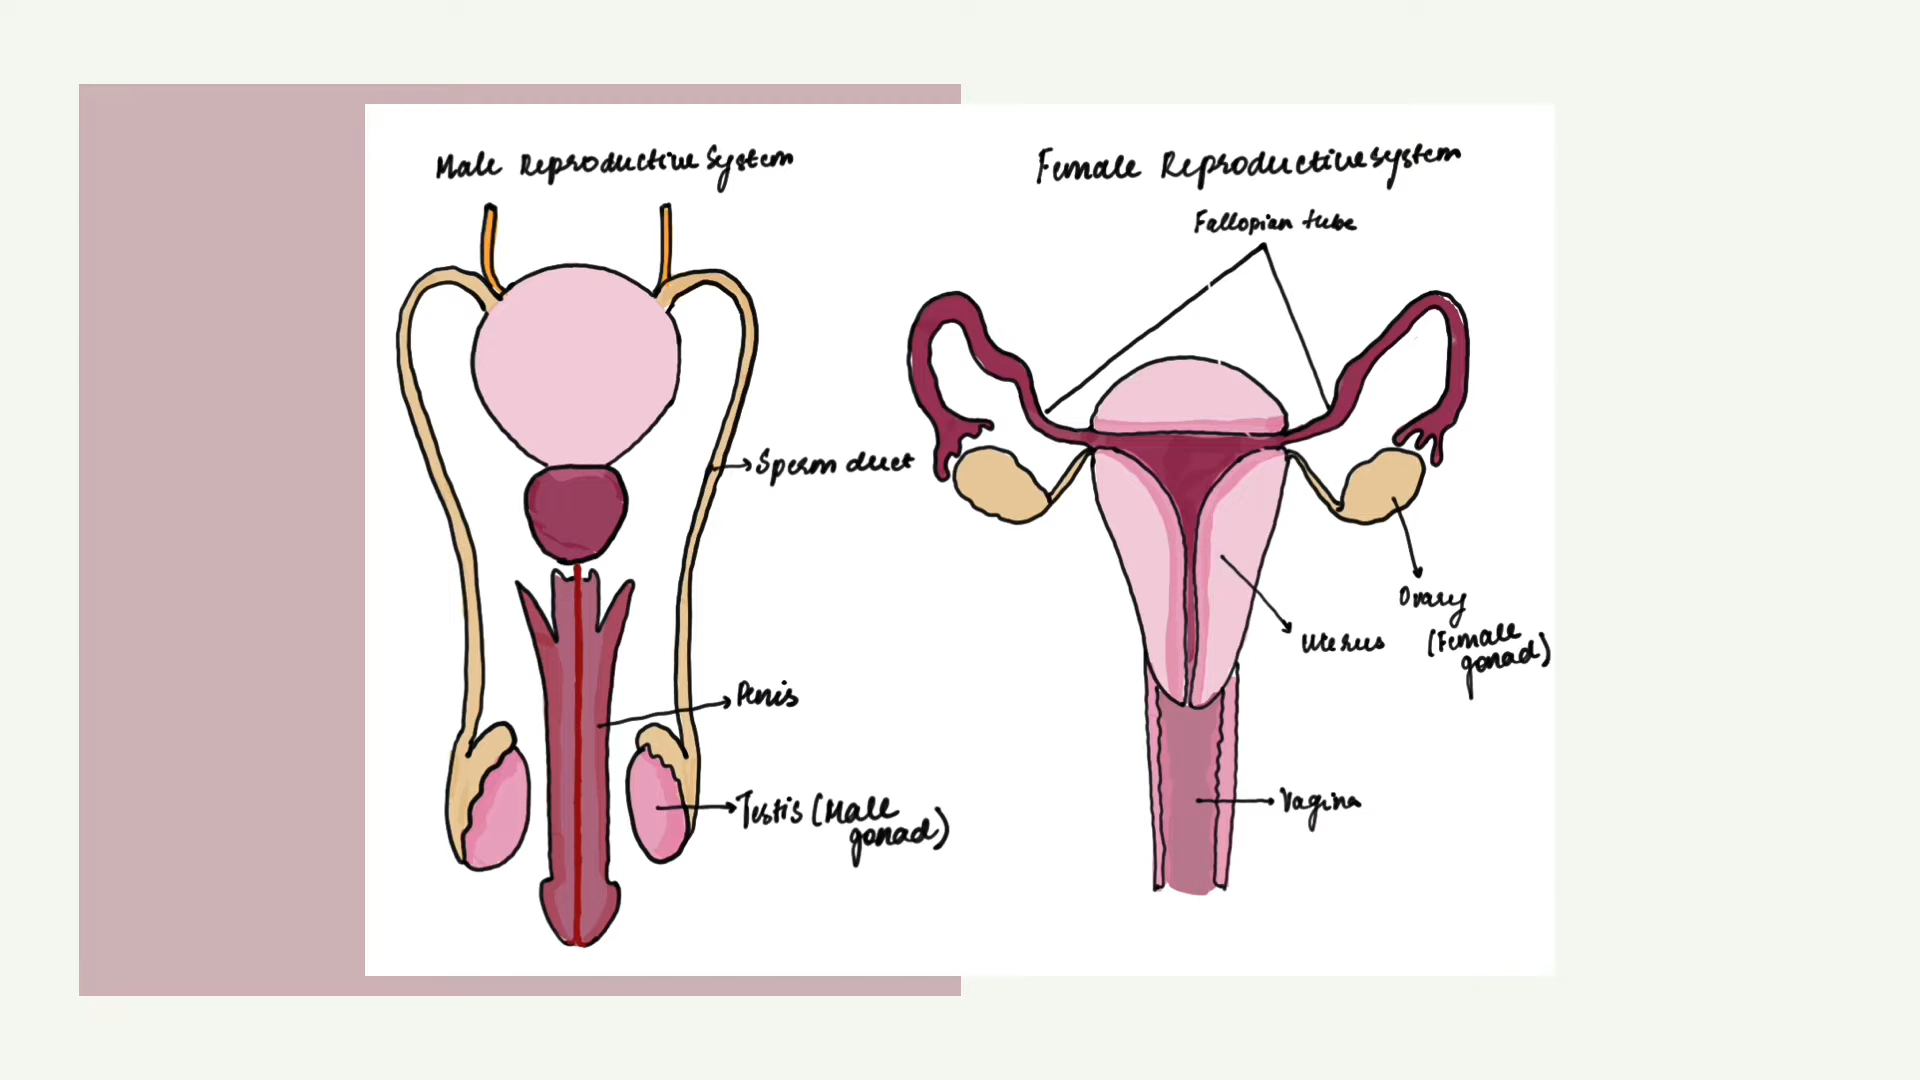 Male Reproductive System
Sperm duct
Penis
Testis (Male
gonad)
Female Reproductive system
Fallopian tube
Ovary
(Female
gonad)
Uterus
Vagina